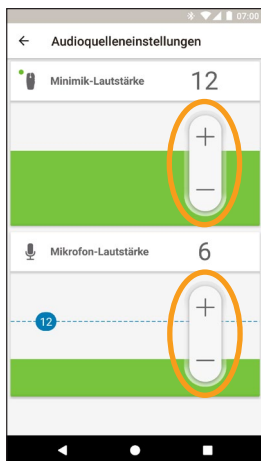 07:00
Audioquelleneinstellungen
Minimik-Lautstärke 12
+
−
Mikrofon-Lautstärke 6
+
12
−